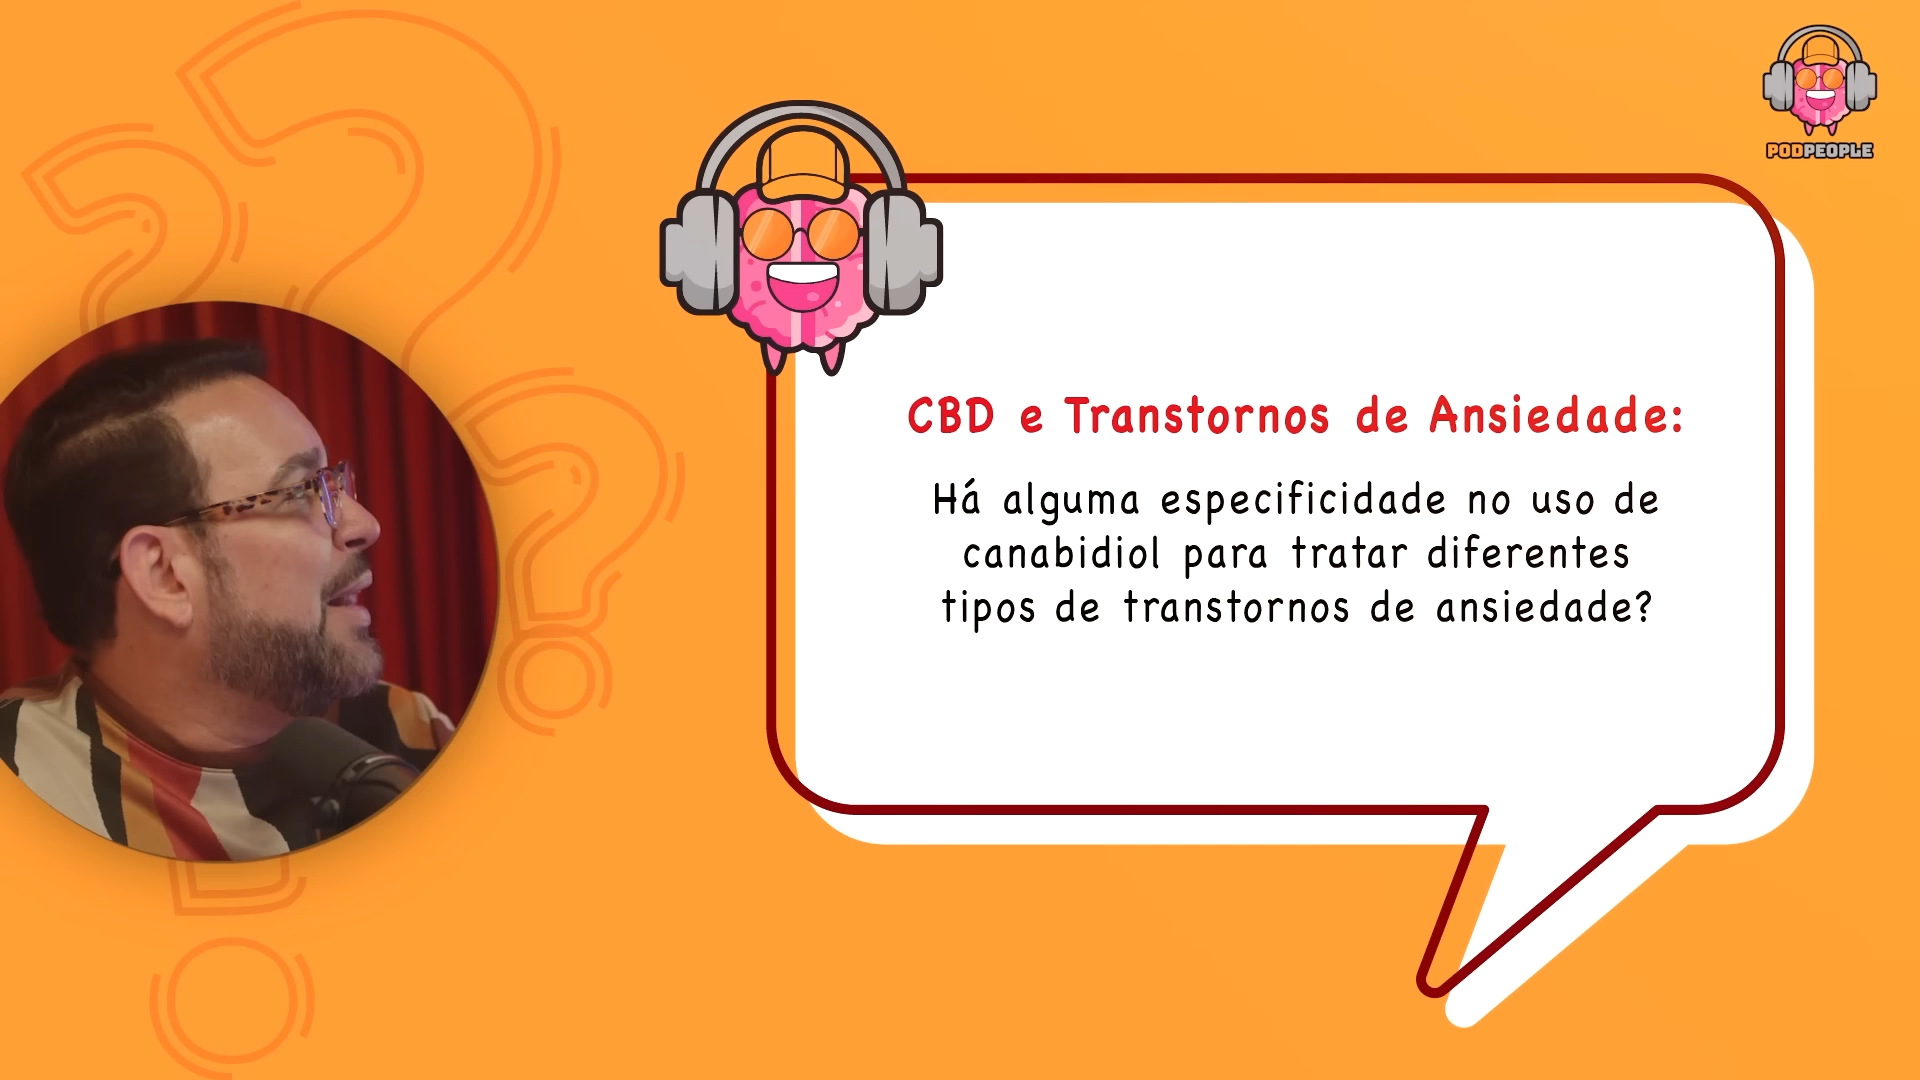 PODPEOPLE
CBD e Transtornos de Ansiedade:
Há alguma especificidade no uso de
canabidiol para tratar diferentes
tipos de transtornos de ansiedade?